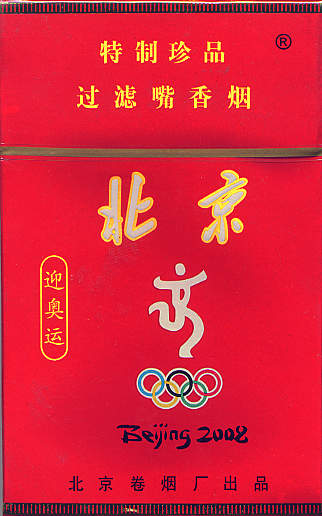 特制珍品
®
过滤嘴香烟
北京
迎奥运
Beijing 2008
北京卷烟厂出品